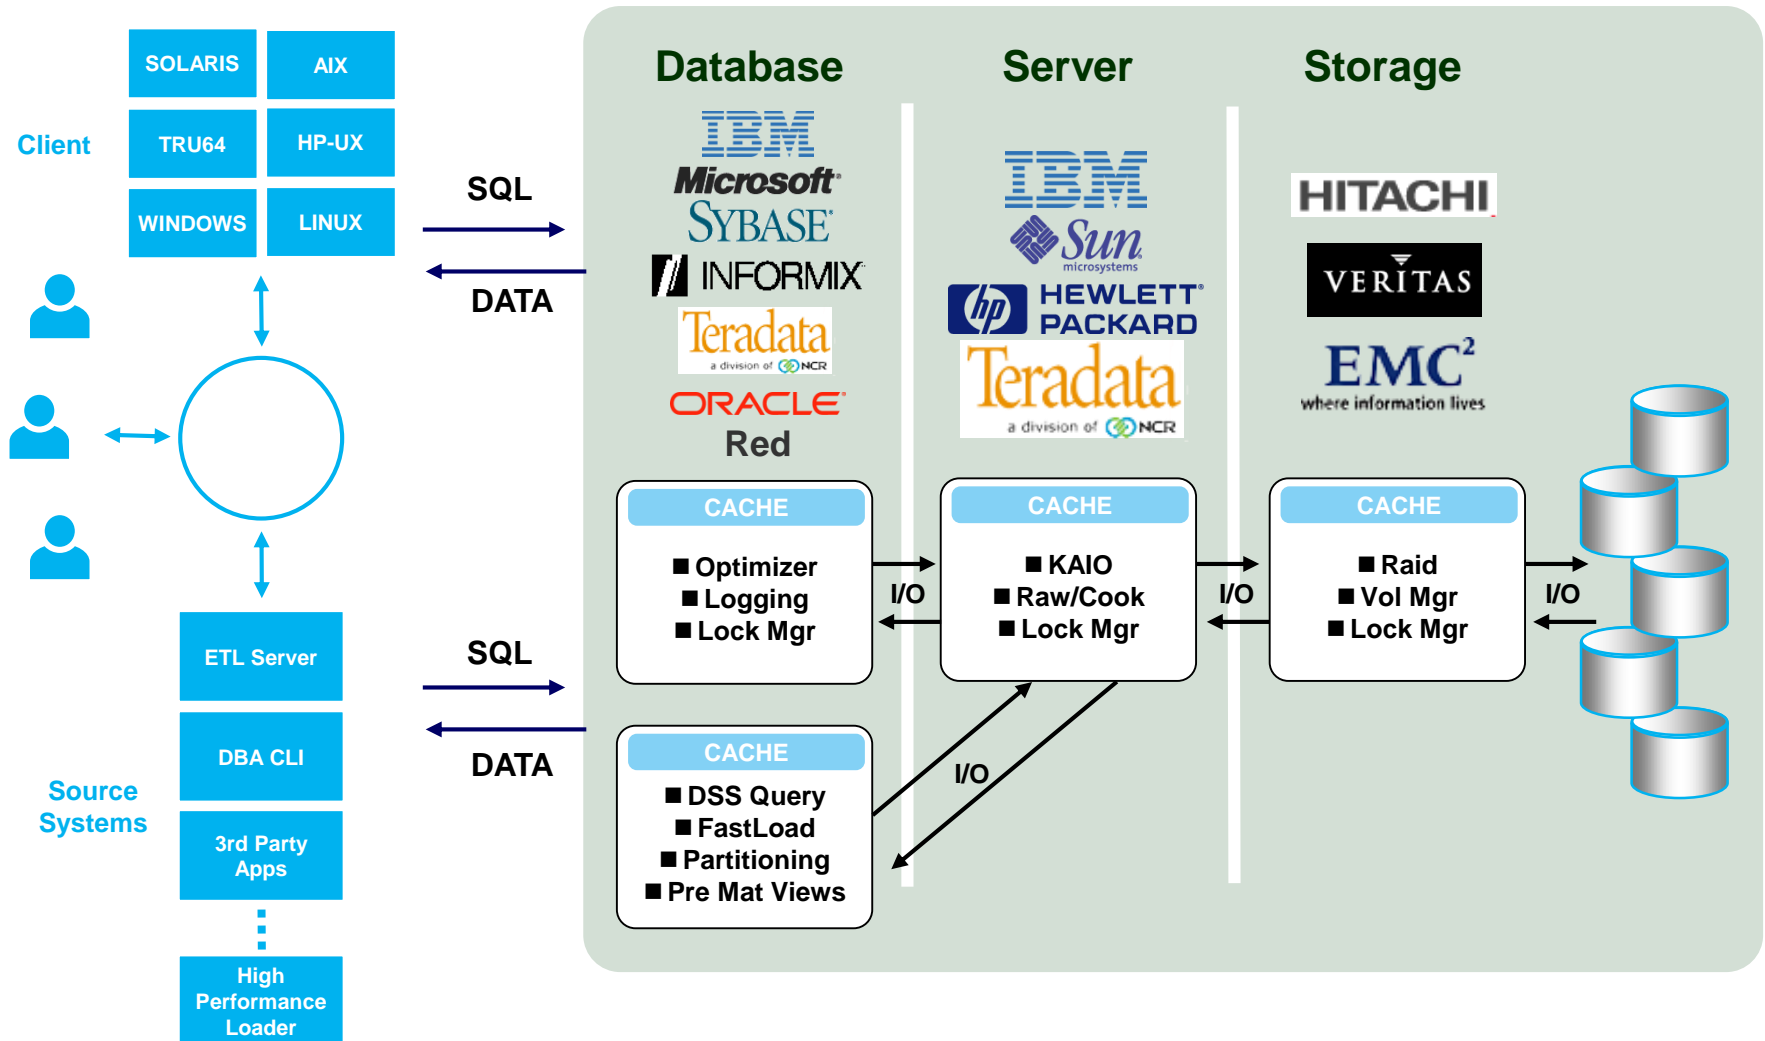 SOLARIS
AIX
TRU64
HP-UX
WINDOWS
LINUX
Client
SQL
DATA
ETL Server
DBA CLI
3rd Party
Apps
High
Performance
Loader
Source
Systems
SQL
DATA
Database
IBM
Microsoft
SYBASE
INFORMIX
Teradata
a division of NCR
ORACLE
Red
Server
IBM
Sun
microsystems
hp HEWLETT
PACKARD
Teradata
a division of NCR
Storage
HITACHI
VERITAS
EMC²
where information lives
CACHE
Optimizer
Logging
Lock Mgr
I/O
CACHE
KAIO
Raw/Cook
Lock Mgr
I/O
CACHE
Raid
Vol Mgr
Lock Mgr
I/O
CACHE
DSS Query
FastLoad
Partitioning
Pre Mat Views
I/O